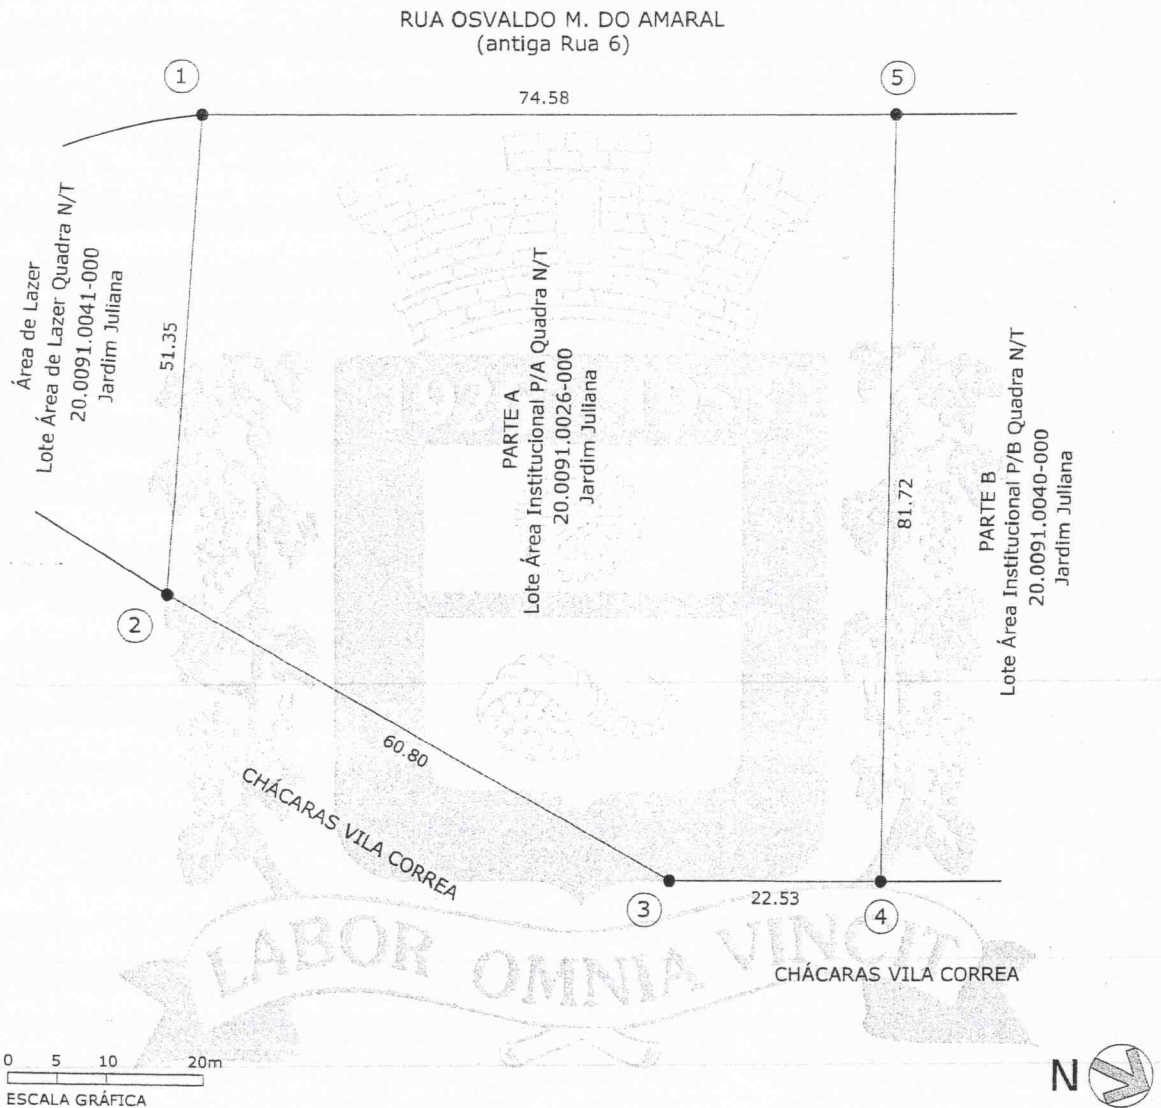 RUA OSVALDO M. DO AMARAL
(antiga Rua 6)
1
74.58
5
Área de Lazer
Lote Área de Lazer Quadra N/T
20.0091.0041-000
Jardim Juliana
51.35
PARTE A
Lote Área Institucional P/A Quadra N/T
20.0091.0026-000
Jardim Juliana
81.72
PARTE B
Lote Área Institucional P/B Quadra N/T
20.0091.0040-000
Jardim Juliana
2
60.80
CHÁCARAS VILA CORREA
3
22.53
4
CHÁCARAS VILA CORREA
LABOR OMNIA VINCIT
0 5 10 20m
ESCALA GRÁFICA
N